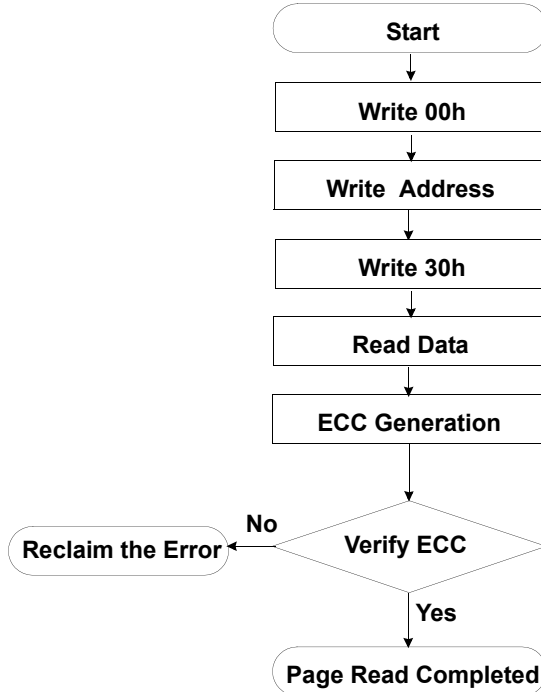 Start
Write 00h
Write Address
Write 30h
Read Data
ECC Generation
No
Reclaim the Error
Verify ECC
Yes
Page Read Completed